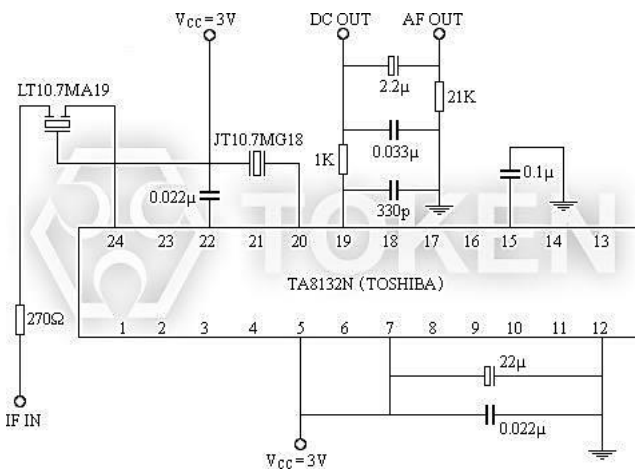 VCC=3V
DC OUT
AF OUT
LT10.7MA19
2.2μ
21K
JT10.7MG18
1K
0.033μ
0.1μ
0.022μ
330p
TOKEN
24 23 22 21 20 19 18 17 16 15 14 13
TA8132N (TOSHIBA)
270Ω
1 2 3 4 5 6 7 8 9 10 11 12
22μ
IF IN
0.022μ
VCC=3V